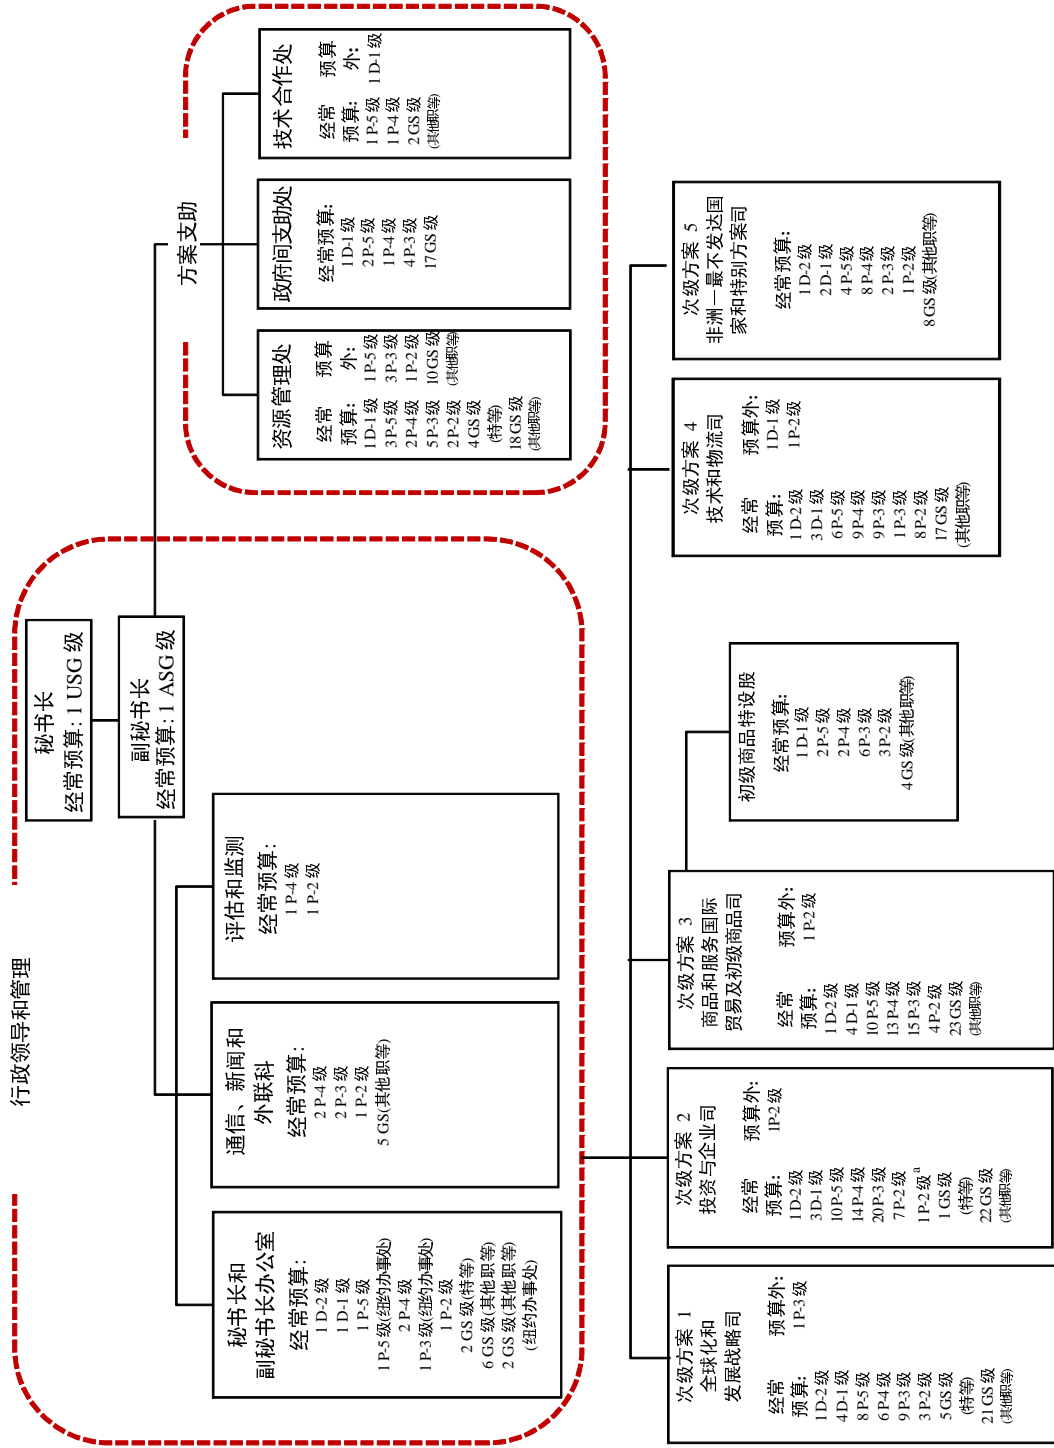 行政领导和管理
秘书长
经常预算: 1 USG 级
副秘书长
经常预算: 1 ASG 级
秘书长和
副秘书长办公室
经常预算:
1 D-2 级
1 D-1 级
1 P-5 级
1 P-5 级(纽约办事处)
2 P-4 级
1 P-3 级(纽约办事处)
1 P-2 级
2 GS 级(特等)
6 GS 级(其他职等)
2 GS 级(其他职等)
(纽约办事处)
通信、新闻和
外联科
经常预算:
2 P-4 级
2 P-3 级
1 P-2 级
5 GS(其他职等)
评估和监测
经常预算:
1 P-4 级
1 P-2 级
方案支助
资源管理处
经常
预算:
1 D-1 级
3 P-5 级
2 P-4 级
5 P-3 级
2 P-2 级
4 GS 级
(特等)
18 GS 级
(其他职等)
预算
外:
1 P-5 级
3 P-3 级
1 P-2 级
10 GS 级
(其他职等)
政府间支助处
经常预算:
1 D-1 级
2 P-5 级
1 P-4 级
4 P-3 级
17 GS 级
技术合作处
经常
预算:
1 P-5 级
1 P-4 级
2 GS 级
(其他职等)
预算
外:
1 D-1 级
次级方案 1
全球化和
发展战略司
经常
预算:
1 D-2 级
4 D-1 级
8 P-5 级
6 P-4 级
9 P-3 级
3 P-2 级
5 GS 级
(特等)
21 GS 级
(其他职等)
预算外:
1 P-3 级
次级方案 2
投资与企业司
经常
预算:
1 D-2 级
3 D-1 级
10 P-5 级
14 P-4 级
20 P-3 级
7 P-2 级
1 P-2 级a
1 GS 级
(特等)
22 GS 级
(其他职等)
预算外:
1P-2 级
次级方案 3
商品和服务国际
贸易及初级商品司
经常
预算:
1 D-2 级
4 D-1 级
10 P-5 级
13 P-4 级
15 P-3 级
4 P-2 级
23 GS 级
(其他职等)
预算外:
1 P-2 级
初级商品特设股
经常预算:
1 D-1 级
2 P-5 级
2 P-4 级
6 P-3 级
3 P-2 级
4 GS 级(其他职等)
次级方案 4
技术和物流司
经常
预算:
1 D-2 级
3 D-1 级
6 P-5 级
9 P-4 级
9 P-3 级
1 P-3 级
8 P-2 级
17 GS 级
(其他职等)
预算外:
1 D-1 级
1 P-2 级
次级方案 5
非洲－最不发达国
家和特别方案司
经常预算:
1 D-2 级
2 D-1 级
4 P-5 级
8 P-4 级
2 P-3 级
1 P-2 级
8 GS 级(其他职等)